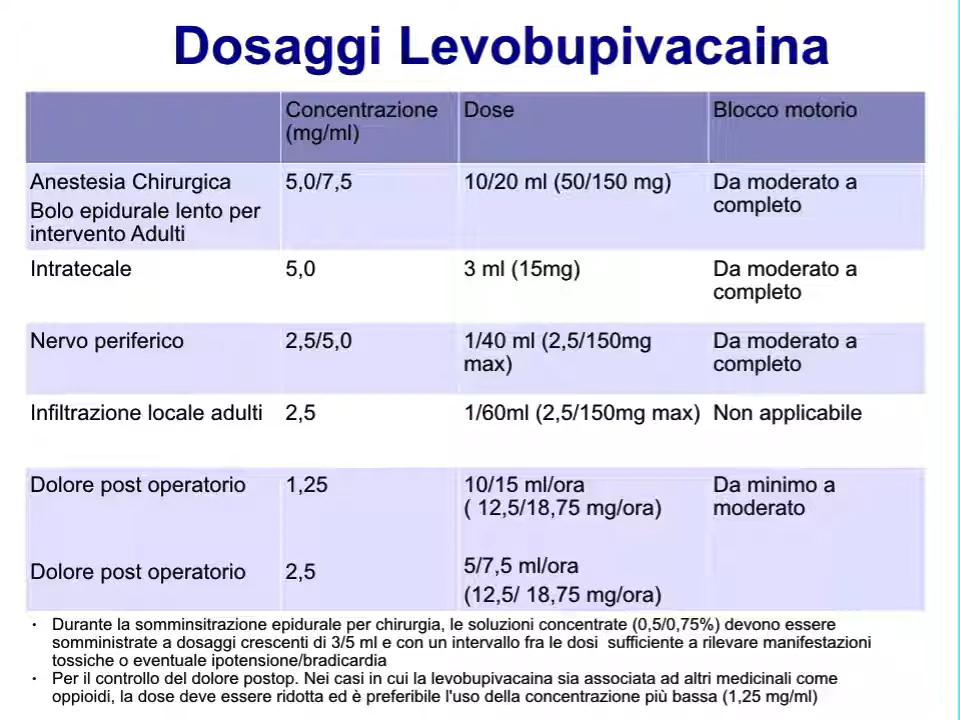 Dosaggi Levobupivacaina
Concentrazione (mg/ml) Dose Blocco motorio
Anestesia Chirurgica 5,0/7,5 10/20 ml (50/150 mg) Da moderato a completo
Bolo epidurale lento per
intervento Adulti
Intratecale 5,0 3 ml (15mg) Da moderato a completo
Nervo periferico 2,5/5,0 1/40 ml (2,5/150mg max) Da moderato a completo
Infiltrazione locale adulti 2,5 1/60ml (2,5/150mg max) Non applicabile
Dolore post operatorio 1,25 10/15 ml/ora ( 12,5/18,75 mg/ora) Da minimo a moderato
Dolore post operatorio 2,5 5/7,5 ml/ora (12,5/ 18,75 mg/ora)
· Durante la somminsitrazione epidurale per chirurgia, le soluzioni concentrate (0,5/0,75%) devono essere
somministrate a dosaggi crescenti di 3/5 ml e con un intervallo fra le dosi sufficiente a rilevare manifestazioni
tossiche o eventuale ipotensione/bradicardia
· Per il controllo del dolore postop. Nei casi in cui la levobupivacaina sia associata ad altri medicinali come
oppioidi, la dose deve essere ridotta ed è preferibile l'uso della concentrazione più bassa (1,25 mg/ml)